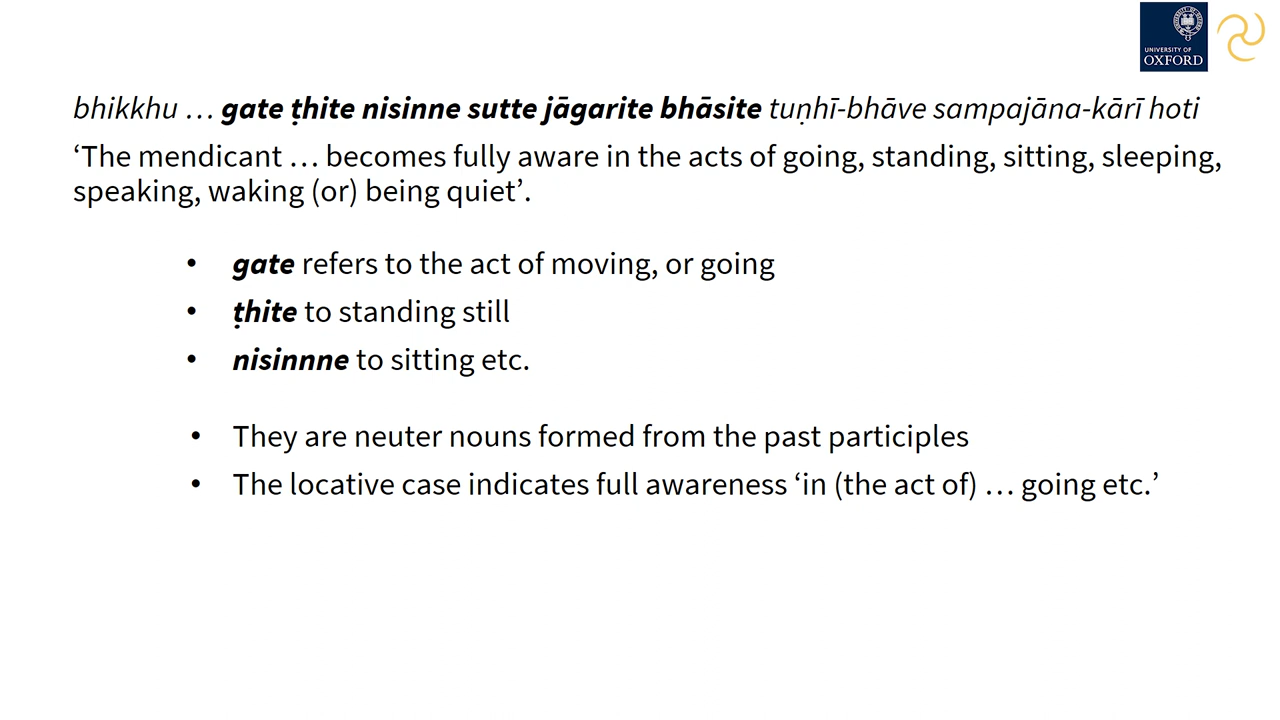 UNIVERSITY OF
OXFORD
bhikkhu … gate ṭhite nisinne sutte jāgarite bhāsite tuṇhī-bhāve sampajāna-kārī hoti
‘The mendicant … becomes fully aware in the acts of going, standing, sitting, sleeping,
speaking, waking (or) being quiet’.
• gate refers to the act of moving, or going
• ṭhite to standing still
• nisinnne to sitting etc.
• They are neuter nouns formed from the past participles
• The locative case indicates full awareness ‘in (the act of) … going etc.’